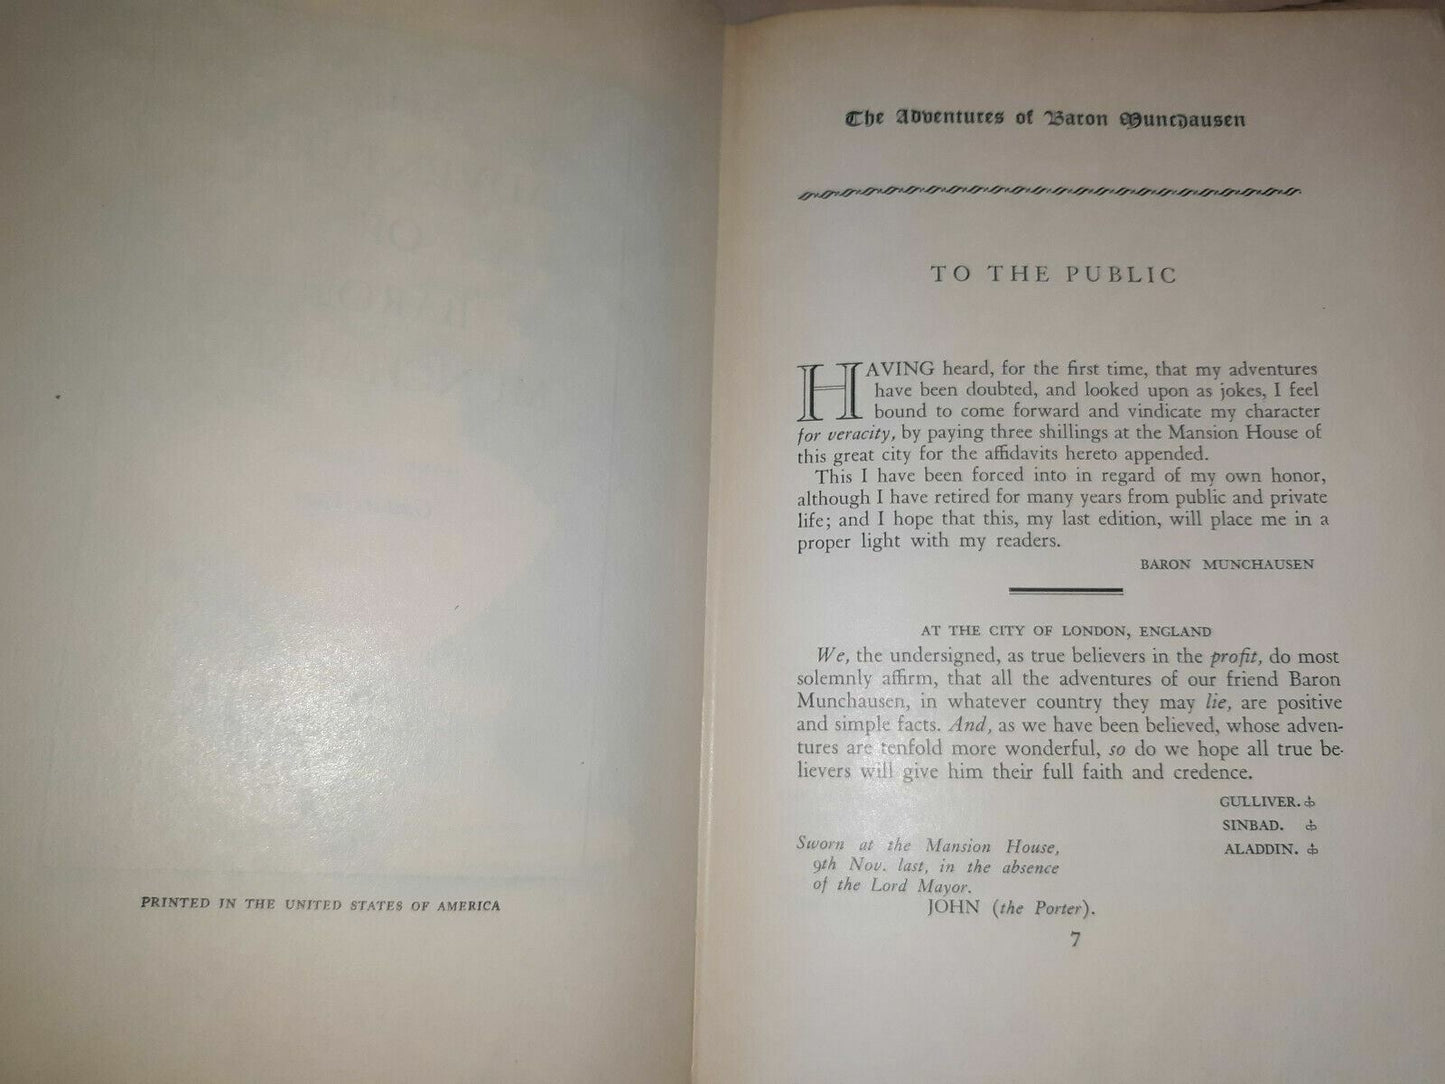 PRINTED IN THE UNITED STATES OF AMERICA
The Adventures of Baron Munchausen
TO THE PUBLIC
HAVING heard, for the first time, that my adventures
have been doubted, and looked upon as jokes, I feel
bound to come forward and vindicate my character
for veracity, by paying three shillings at the Mansion House of
this great city for the affidavits hereto appended.
This I have been forced into in regard of my own honor,
although I have retired for many years from public and private
life; and I hope that this, my last edition, will place me in a
proper light with my readers.
BARON MUNCHAUSEN
AT THE CITY OF LONDON, ENGLAND
We, the undersigned, as true believers in the profit, do most
solemnly affirm, that all the adventures of our friend Baron
Munchausen, in whatever country they may lie, are positive
and simple facts. And, as we have been believed, whose adven-
tures are tenfold more wonderful, so do we hope all true be-
lievers will give him their full faith and credence.
GULLIVER.
SINBAD.
ALADDIN.
Sworn at the Mansion House,
9th Nov. last, in the absence
of the Lord Mayor.
JOHN (the Porter).
7